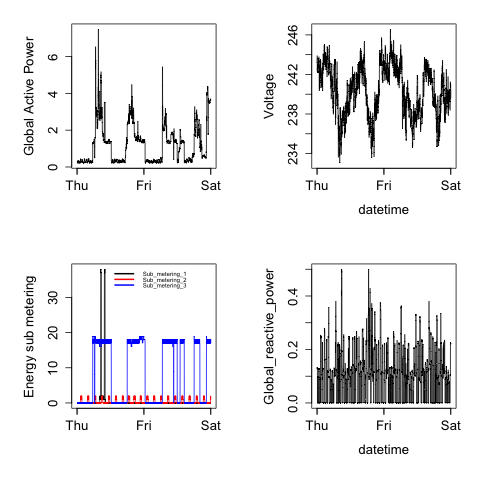 Global Active Power
0 2 4 6
Thu Fri Sat
Voltage
234 238 242 246
Thu Fri Sat
datetime
Energy sub metering
0 10 20 30
Sub_metering_1
Sub_metering_2
Sub_metering_3
Thu Fri Sat
Global_reactive_power
0.0 0.2 0.4
Thu Fri Sat
datetime